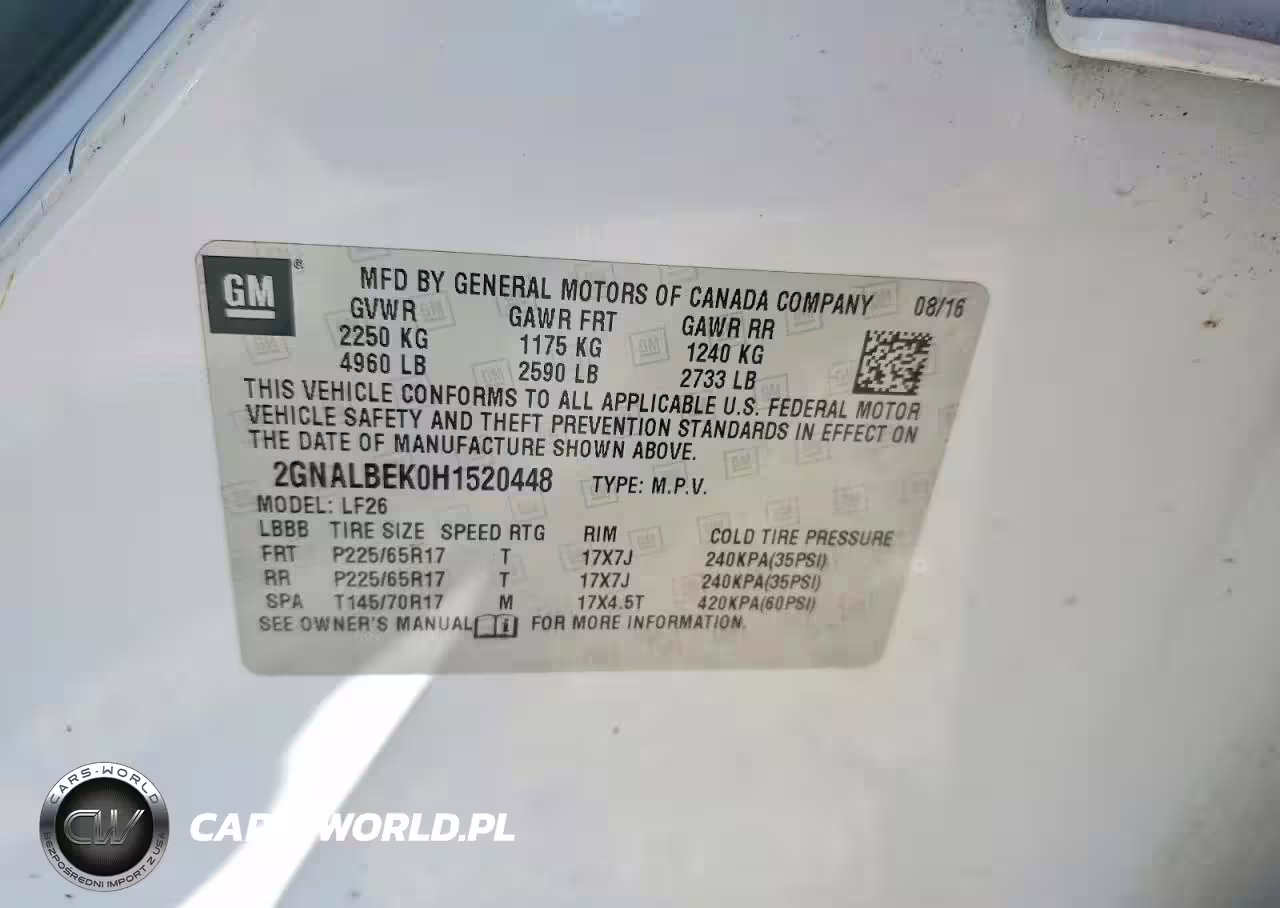 GM ®
MFD BY GENERAL MOTORS OF CANADA COMPANY 08/16
GVWR GAWR FRT GAWR RR
2250 KG 1175 KG 1240 KG
4960 LB 2590 LB 2733 LB
THIS VEHICLE CONFORMS TO ALL APPLICABLE U.S. FEDERAL MOTOR
VEHICLE SAFETY AND THEFT PREVENTION STANDARDS IN EFFECT ON
THE DATE OF MANUFACTURE SHOWN ABOVE.
2GNALBEK0H1520448 TYPE: M.P.V.
MODEL: LF26
LBBB TIRE SIZE SPEED RTG RIM COLD TIRE PRESSURE
FRT P225/65R17 T 17X7J 240KPA(35PSI)
RR P225/65R17 T 17X7J 240KPA(35PSI)
SPA T145/70R17 M 17X4.5T 420KPA(60PSI)
SEE OWNER'S MANUAL i FOR MORE INFORMATION.
CARS-WORLD
CW
BEZPOŚREDNI IMPORT Z USA
CARS-WORLD.PL